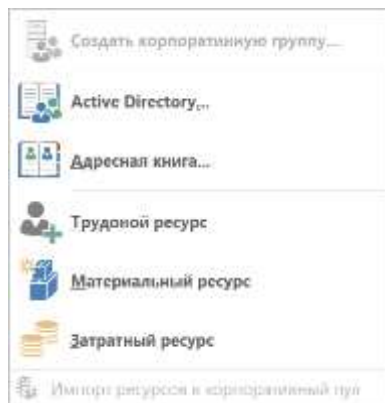 Создать корпоративную группу...
Active Directory...
Адресная книга...
Трудовой ресурс
Материальный ресурс
Затратный ресурс
Импорт ресурсов в корпоративный пул